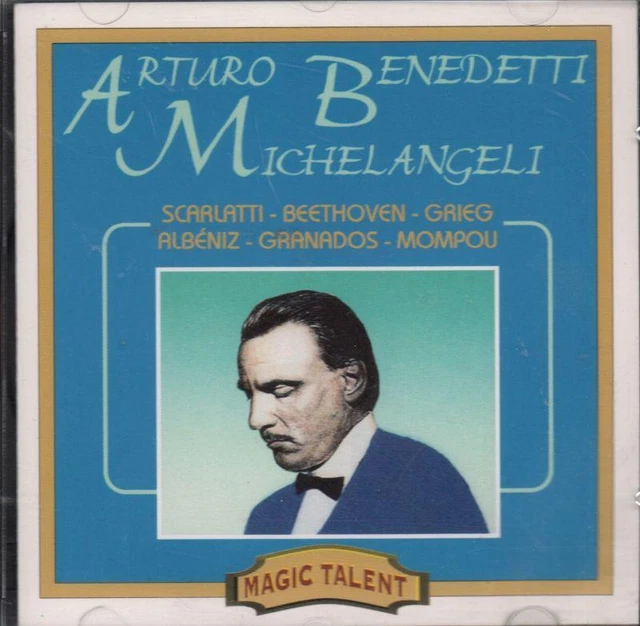 ARTURO BENEDETTI
MICHELANGELI
SCARLATTI - BEETHOVEN - GRIEG
ALBÉNIZ - GRANADOS - MOMPOU
MAGIC TALENT